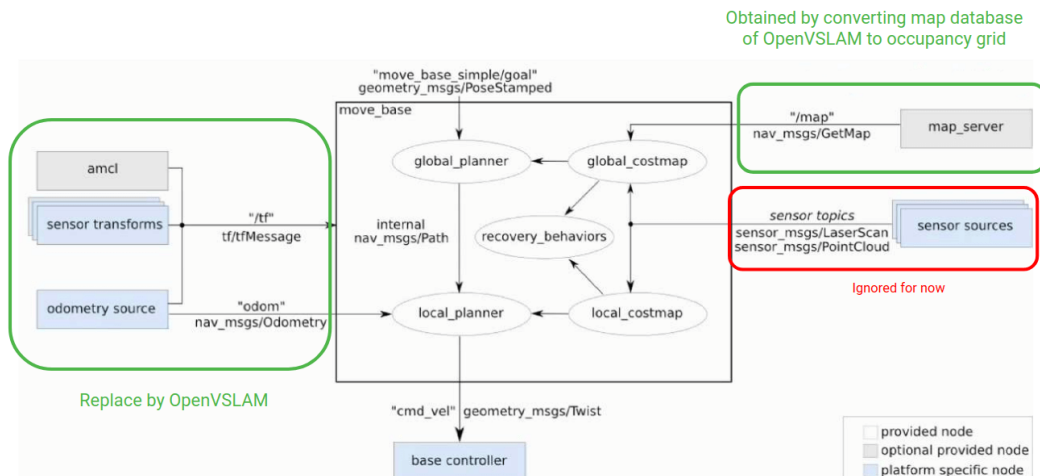 Obtained by converting map database
of OpenVSLAM to occupancy grid
"move_base_simple/goal"
geometry_msgs/PoseStamped
move_base
"/map"
nav_msgs/GetMap
map_server
amcl
global_planner
global_costmap
sensor transforms
"/tf"
tf/tfMessage
internal
nav_msgs/Path
recovery_behaviors
sensor topics
sensor_msgs/LaserScan
sensor_msgs/PointCloud
sensor sources
Ignored for now
odometry source
"odom"
nav_msgs/Odometry
local_planner
local_costmap
Replace by OpenVSLAM
"cmd_vel" geometry_msgs/Twist
base controller
provided node
optional provided node
platform specific node